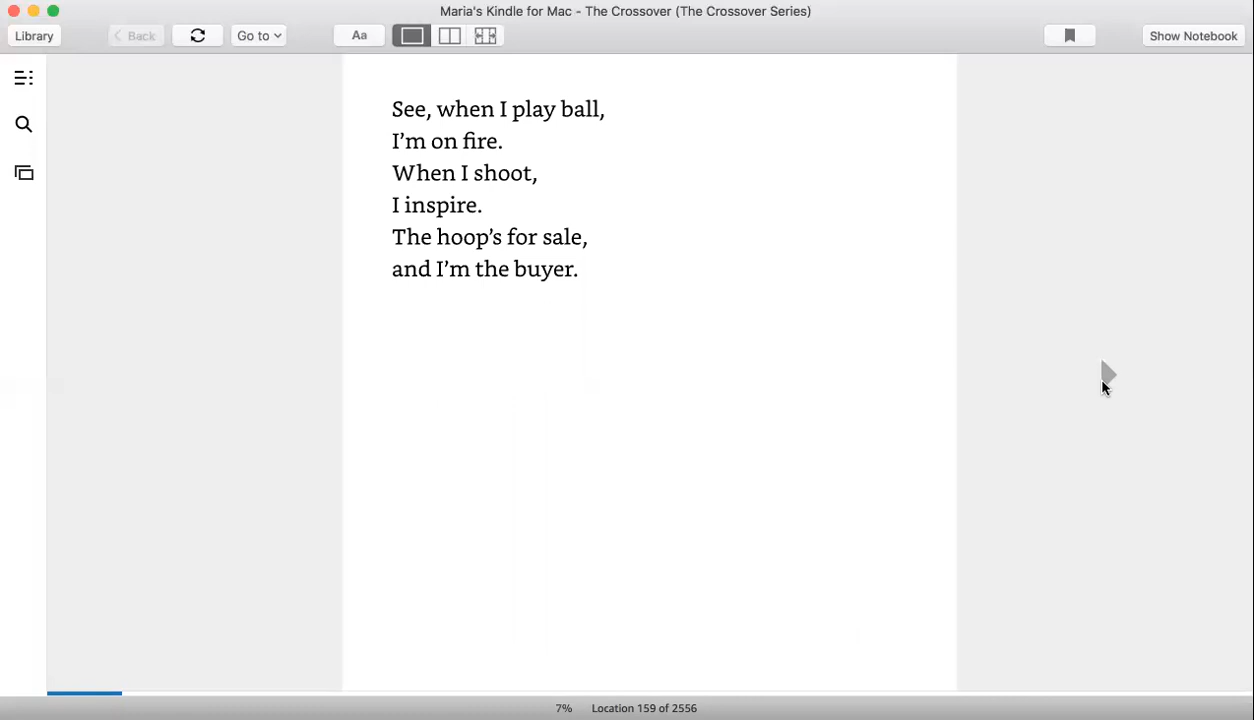 Maria's Kindle for Mac - The Crossover (The Crossover Series)
Library
Back
Go to
Aa
Show Notebook
See, when I play ball,
I’m on fire.
When I shoot,
I inspire.
The hoop’s for sale,
and I’m the buyer.
7% Location 159 of 2556